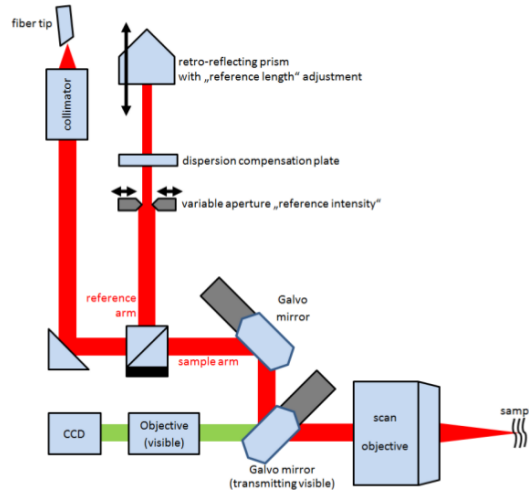 fiber tip
collimator
retro-reflecting prism
with „reference length“ adjustment
dispersion compensation plate
variable aperture „reference intensity“
reference
arm
Galvo
mirror
sample arm
CCD
Objective
(visible)
Galvo mirror
(transmitting visible)
scan
objective
samp